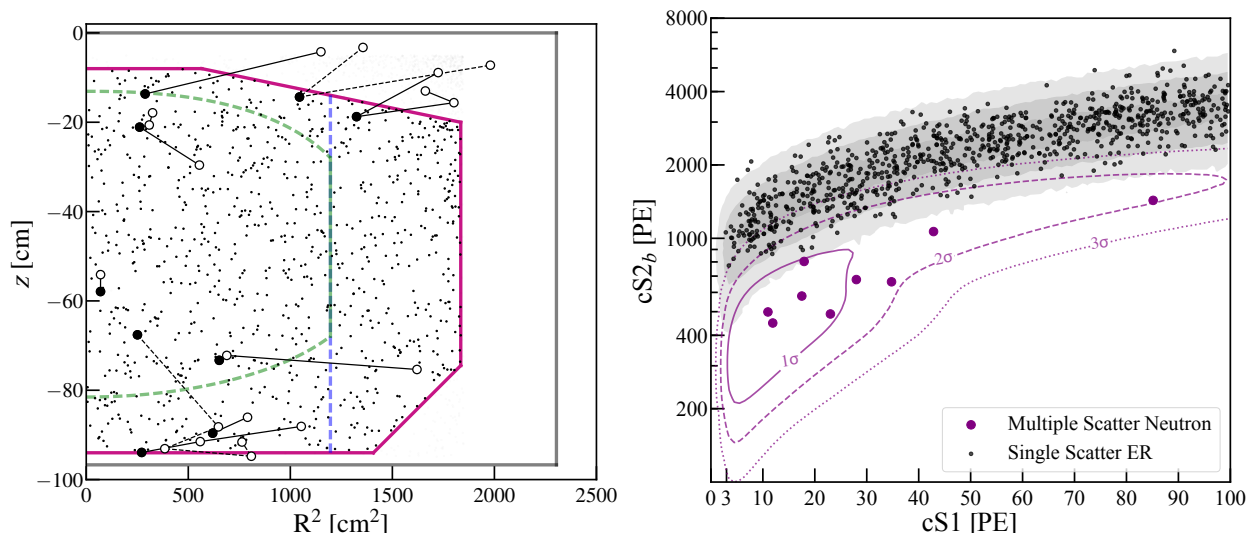 0
−20
−40
−60
−80
−100
z [cm]
0 500 1000 1500 2000 2500
R² [cm²]
8000
4000
2000
1000
400
200
cS2_b [PE]
1σ
2σ
3σ
Multiple Scatter Neutron
Single Scatter ER
0 3 10 20 30 40 50 60 70 80 90 100
cS1 [PE]